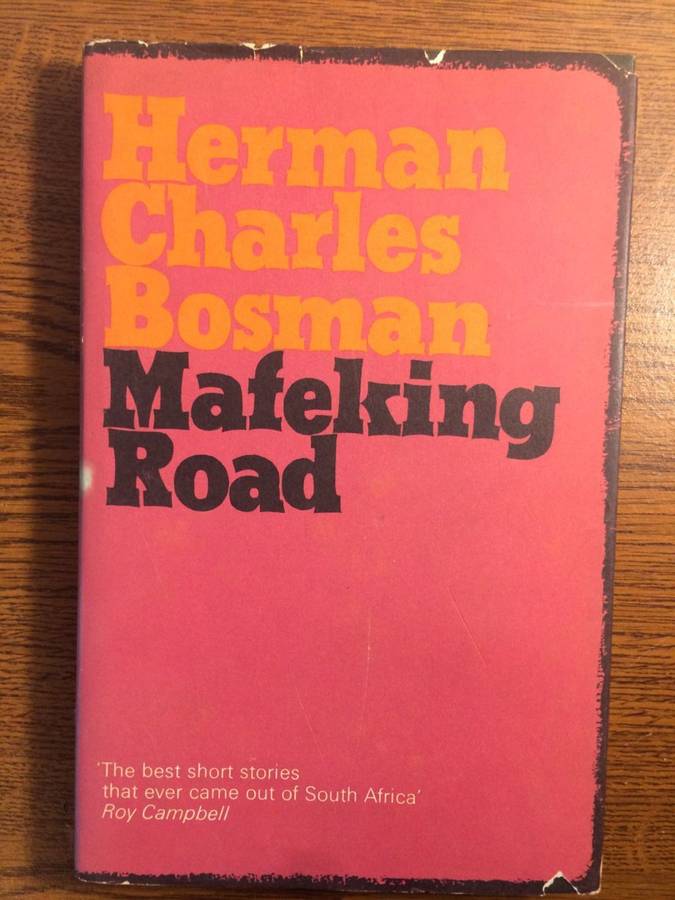 Herman
Charles
Bosman
Mafeking
Road
'The best short stories
that ever came out of South Africa'
Roy Campbell